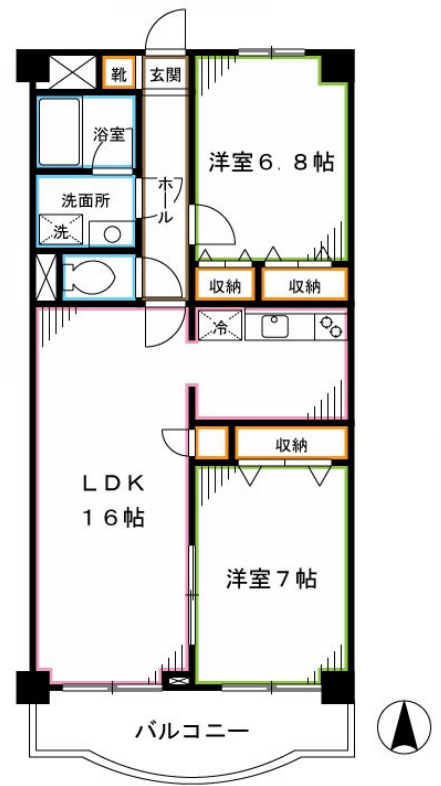 靴
玄関
浴室
洋室6.8帖
洗面所
ホール
洗
収納
収納
冷
収納
LDK
16帖
洋室7帖
バルコニー